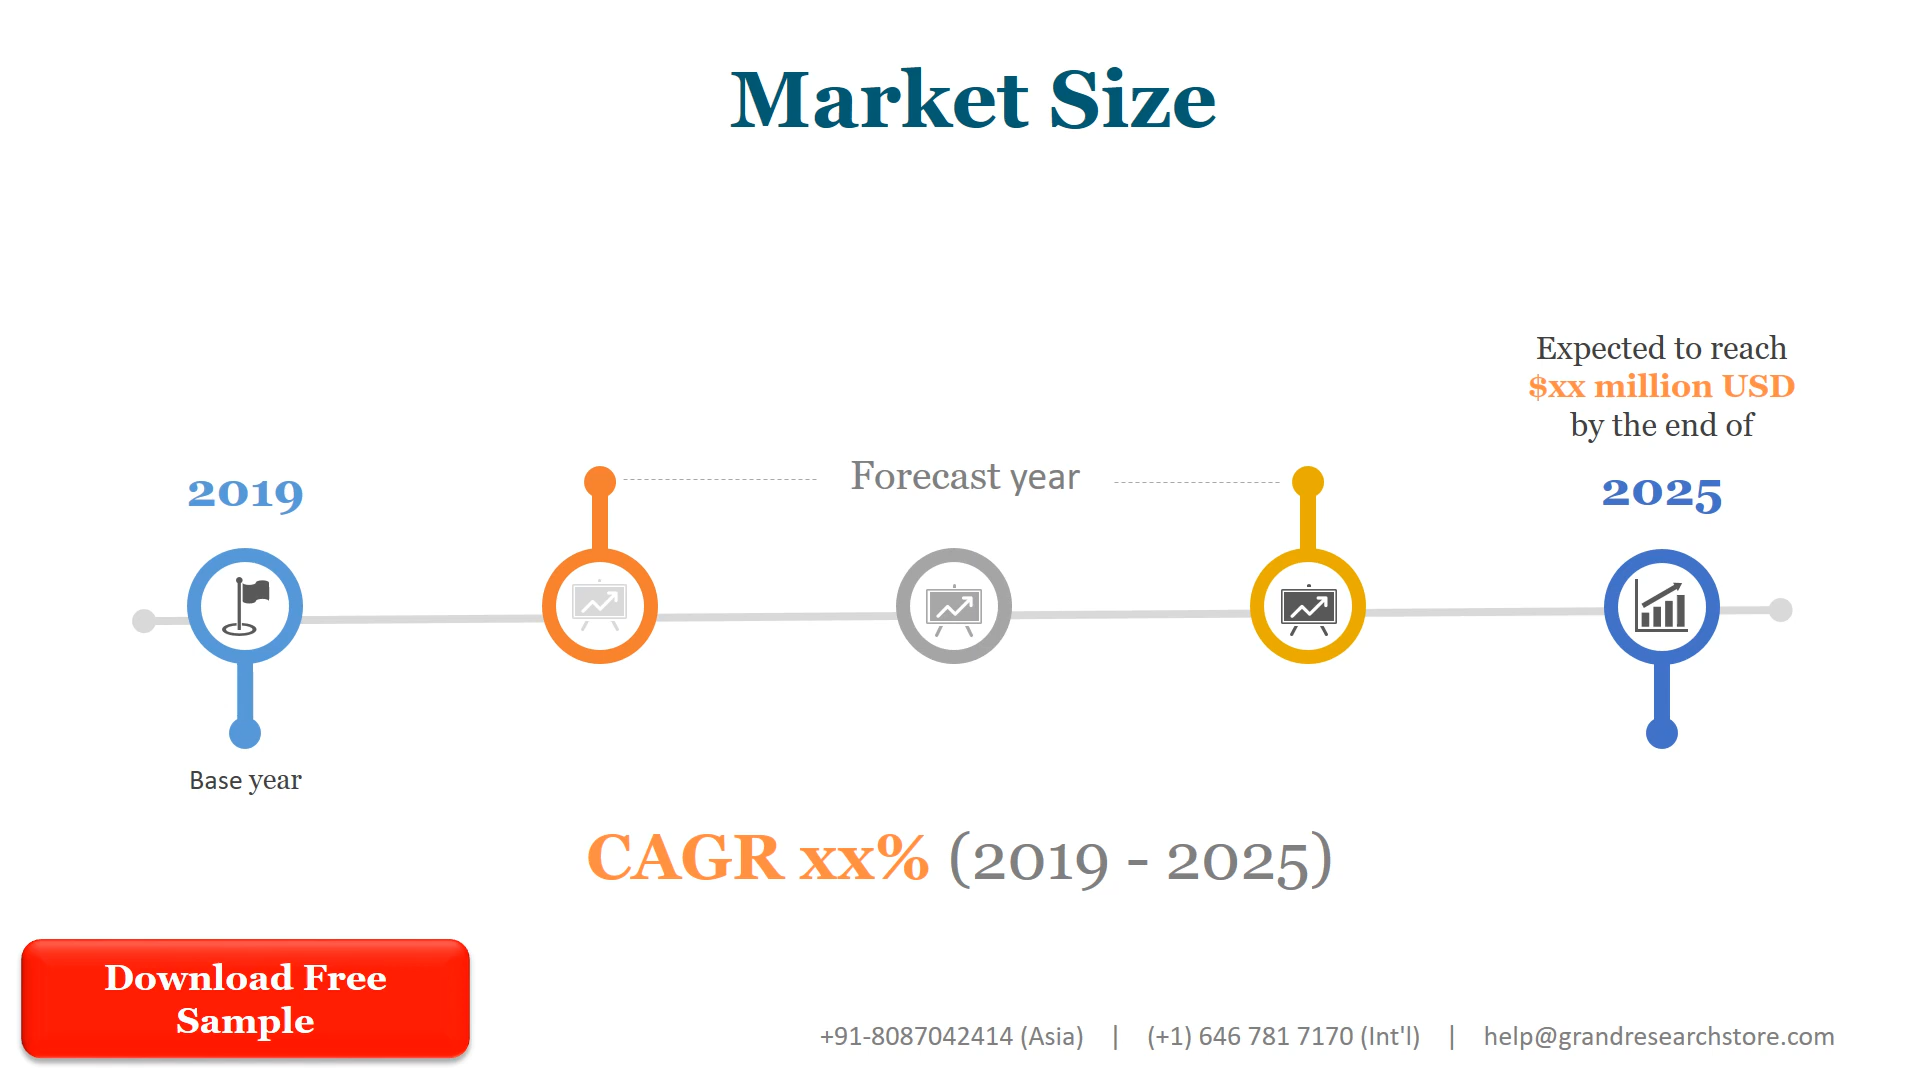 Market Size
Expected to reach
$xx million USD
by the end of
2019
Forecast year
2025
Base year
CAGR xx% (2019 - 2025)
Download Free
Sample
+91-8087042414 (Asia) | (+1) 646 781 7170 (Int'l) | help@grandresearchstore.com